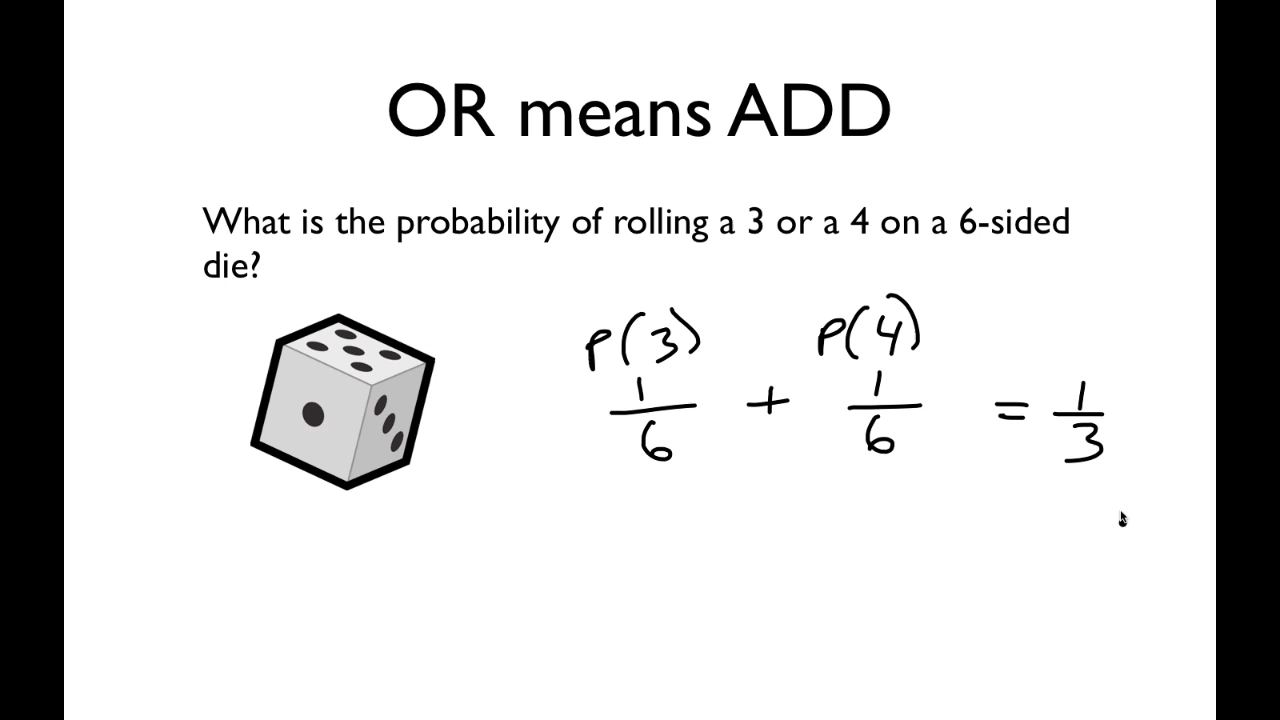 OR means ADD
What is the probability of rolling a 3 or a 4 on a 6-sided
die?
P(3) P(4)
1/6 + 1/6 = 1/3